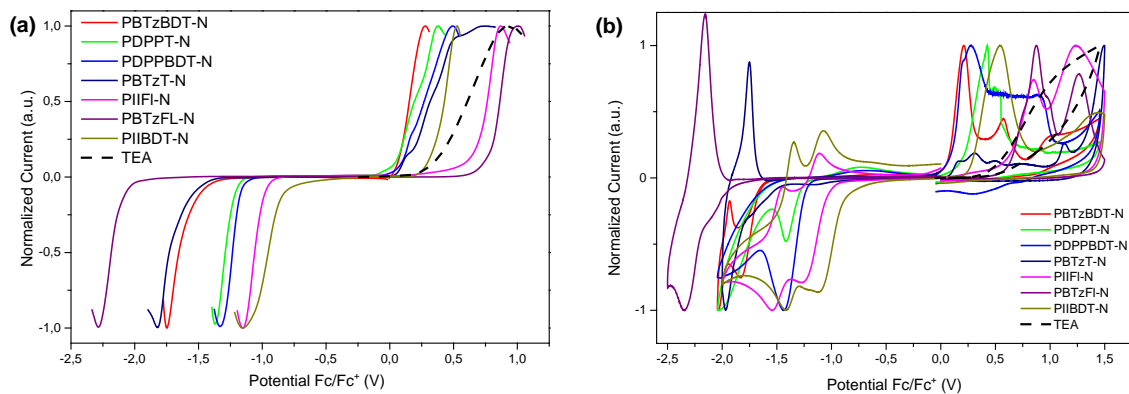 (a)
PBTzBDT-N
PDPPT-N
PDPPBDT-N
PBTzT-N
PIIFl-N
PBTzFL-N
PIIBDT-N
TEA
Normalized Current (a.u.)
1,0
0,5
0,0
-0,5
-1,0
-2,5 -2,0 -1,5 -1,0 -0,5 0,0 0,5 1,0
Potential Fc/Fc⁺ (V)
(b)
Normalized Current (a.u.)
1
0
-1
-2,5 -2,0 -1,5 -1,0 -0,5 0,0 0,5 1,0 1,5
Potential Fc/Fc⁺ (V)
PBTzBDT-N
PDPPT-N
PDPPBDT-N
PBTzT-N
PIIFl-N
PBTzFl-N
PIIBDT-N
TEA